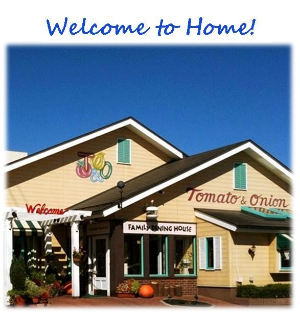 Welcome to Home!
Tomato & Onion
Welcome
FAMILY DINING HOUSE